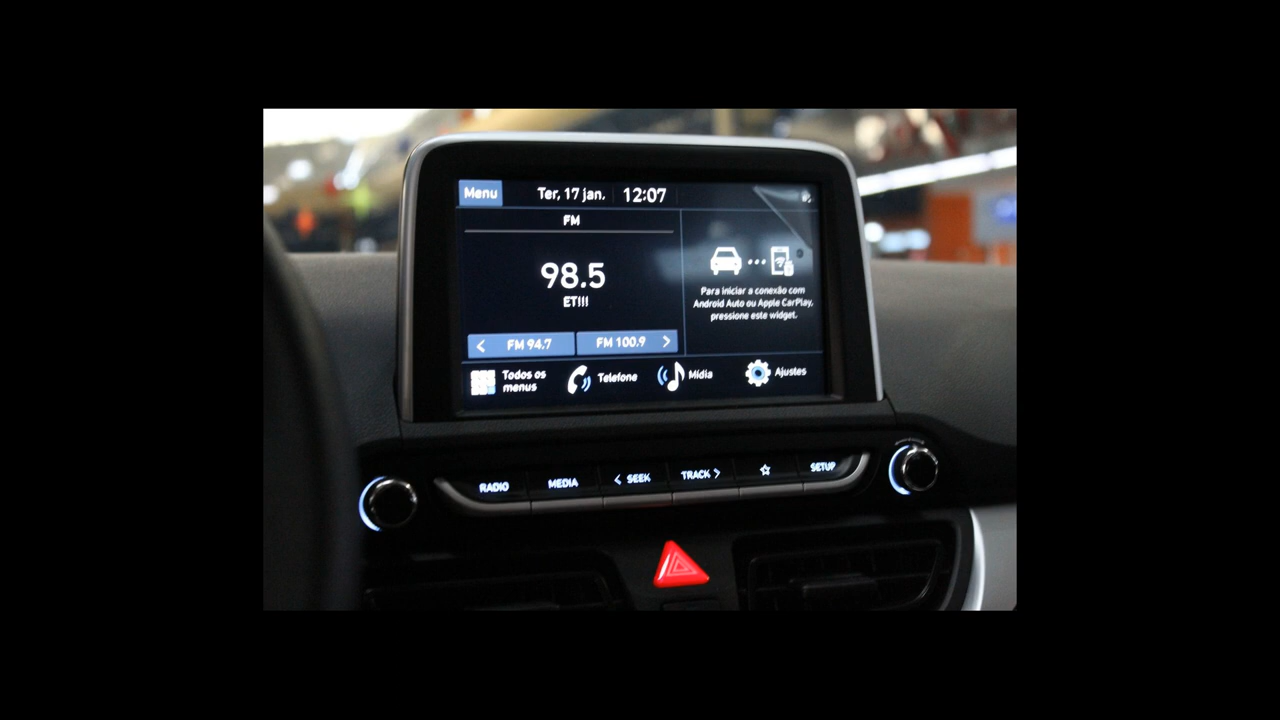 Menu Ter, 17 jan. 12:07
FM
98.5
ETIII
< FM 94.7 FM 100.9 >
Para iniciar a conexão com
Android Auto ou Apple CarPlay,
pressione este widget.
Todos os
menus
Telefone
Mídia
Ajustes
RADIO MEDIA < SEEK TRACK > ☆ SETUP